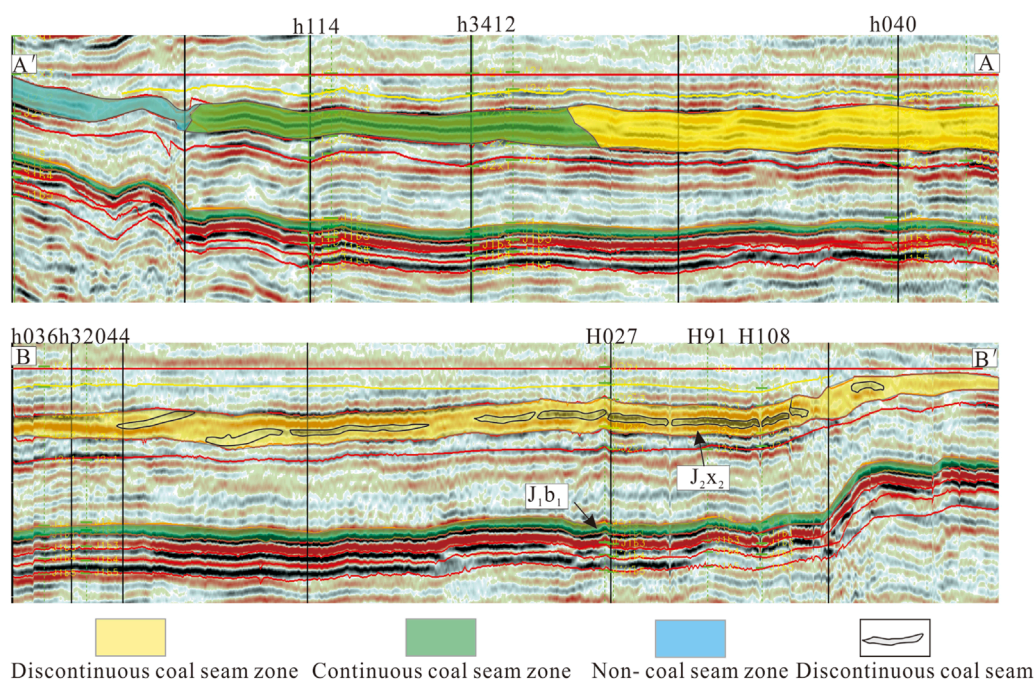 h114 h3412 h040
A′ A
h036h32044 H027 H91 H108
B B′
J₂x₂
J₁b₁
Discontinuous coal seam zone Continuous coal seam zone Non- coal seam zone Discontinuous coal seam